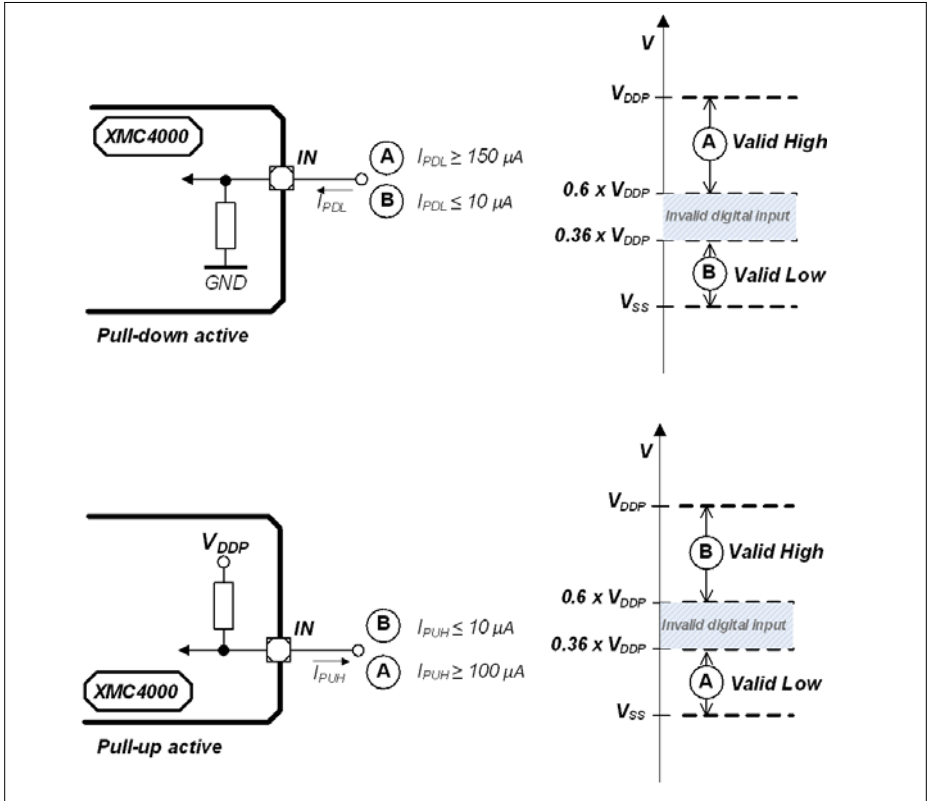 V
V_DDP
XMC4000
IN
A I_PDL ≥ 150 μA
A Valid High
I_PDL
B I_PDL ≤ 10 μA
0.6 x V_DDP
Invalid digital input
0.36 x V_DDP
GND
B Valid Low
V_SS
Pull-down active
V
V_DDP
V_DDP
B Valid High
0.6 x V_DDP
IN
B I_PUH ≤ 10 μA
Invalid digital input
0.36 x V_DDP
I_PUH
A I_PUH ≥ 100 μA
XMC4000
A Valid Low
V_SS
Pull-up active